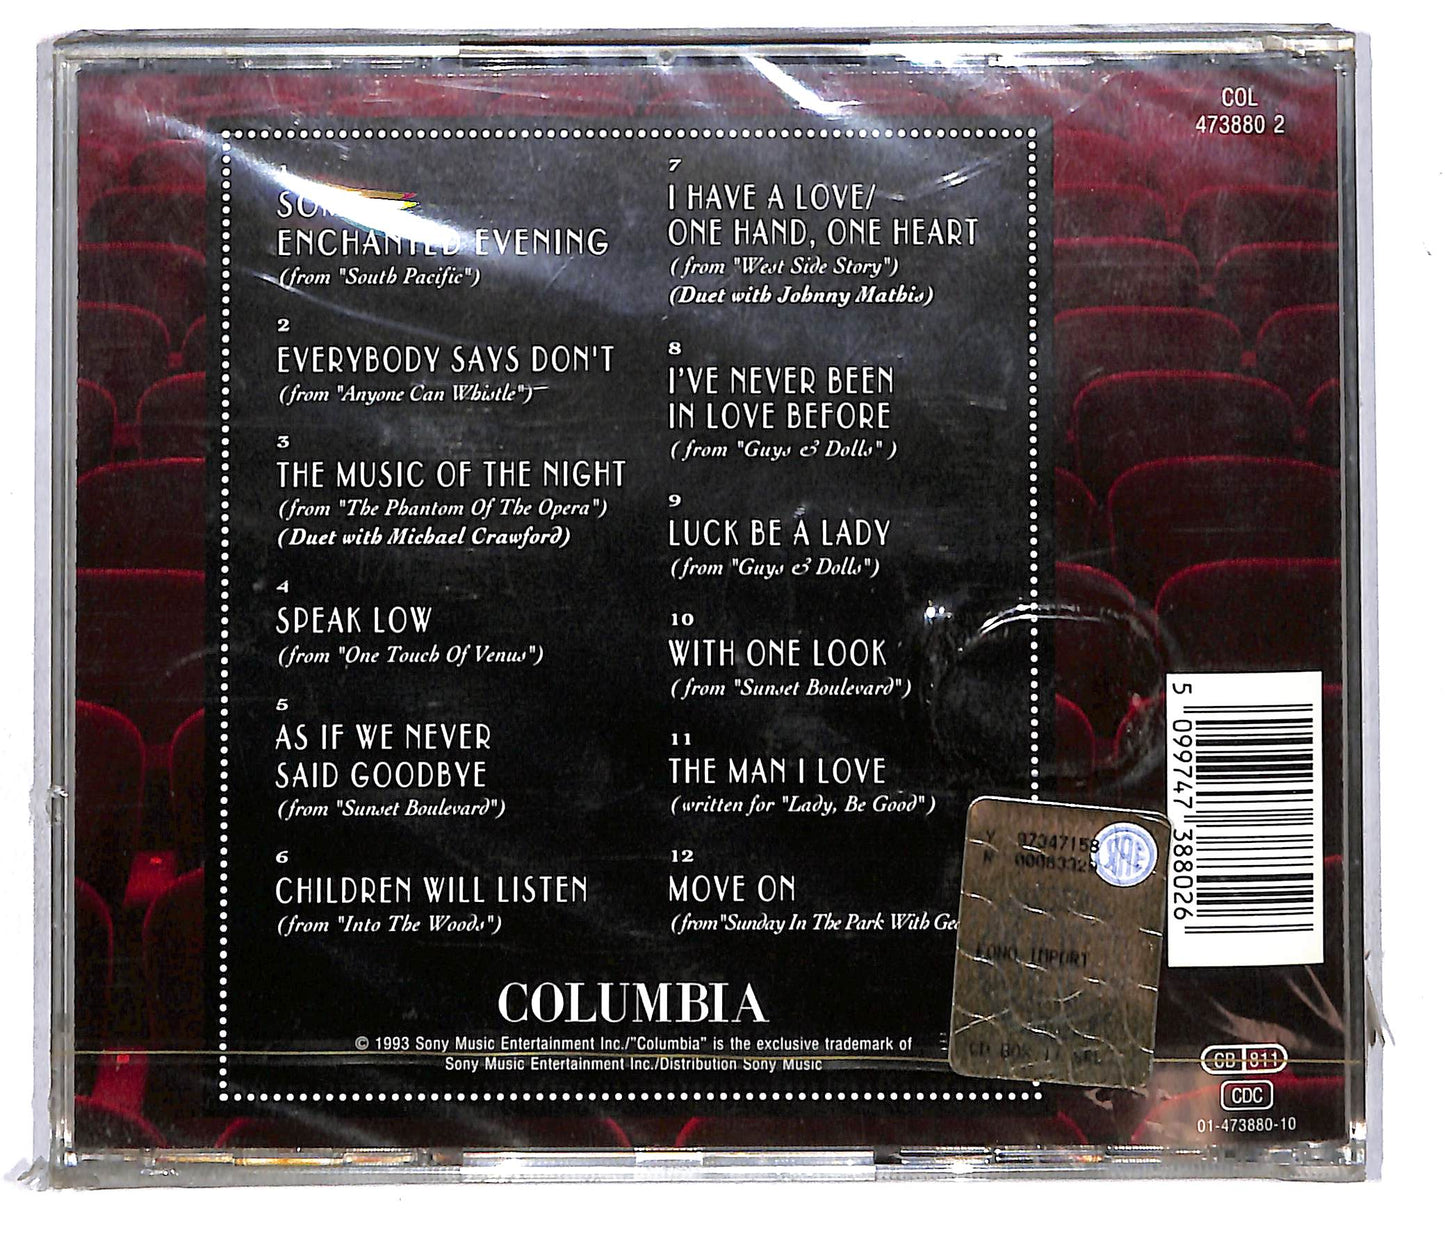 COL
473880 2
1
ENCHANTED EVENING
(from "South Pacific")
2
EVERYBODY SAYS DON'T
(from "Anyone Can Whistle")
3
THE MUSIC OF THE NIGHT
(from "The Phantom Of The Opera")
(Duet with Michael Crawford)
4
SPEAK LOW
(from "One Touch Of Venus")
5
AS IF WE NEVER
SAID GOODBYE
(from "Sunset Boulevard")
6
CHILDREN WILL LISTEN
(from "Into The Woods")
7
I HAVE A LOVE/
ONE HAND, ONE HEART
(from "West Side Story")
(Duet with Johnny Mathis)
8
I'VE NEVER BEEN
IN LOVE BEFORE
(from "Guys & Dolls" )
9
LUCK BE A LADY
(from "Guys & Dolls")
10
WITH ONE LOOK
(from "Sunset Boulevard")
11
THE MAN I LOVE
(written for "Lady, Be Good")
12
MOVE ON
(from "Sunday In The Park With
COLUMBIA
© 1993 Sony Music Entertainment Inc./"Columbia" is the exclusive trademark of
Sony Music Entertainment Inc./Distribution Sony Music
5 099747 388026
CB 811
CDC
01-473880-10